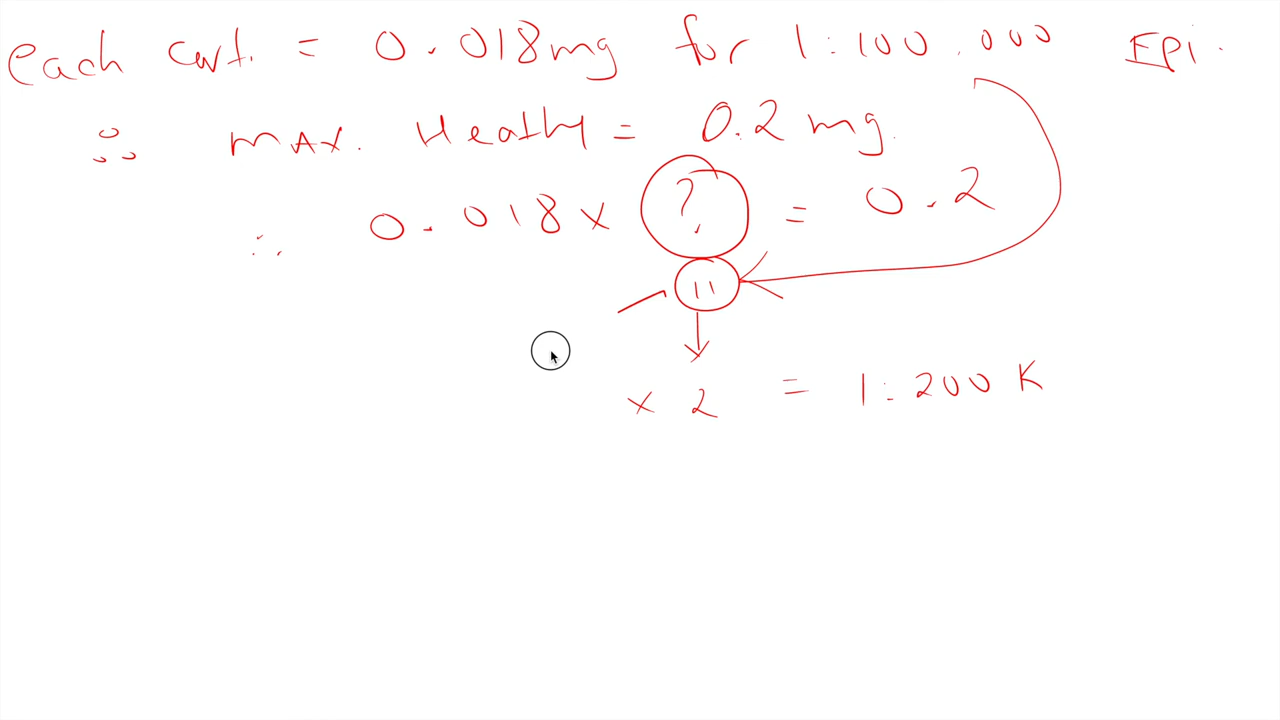 each cart. = 0.018mg for 1:100.000 Epi.
∴ MAX. Healthy = 0.2 mg.
∴ 0.018 x ? = 0.2
11
x 2 = 1:200 K